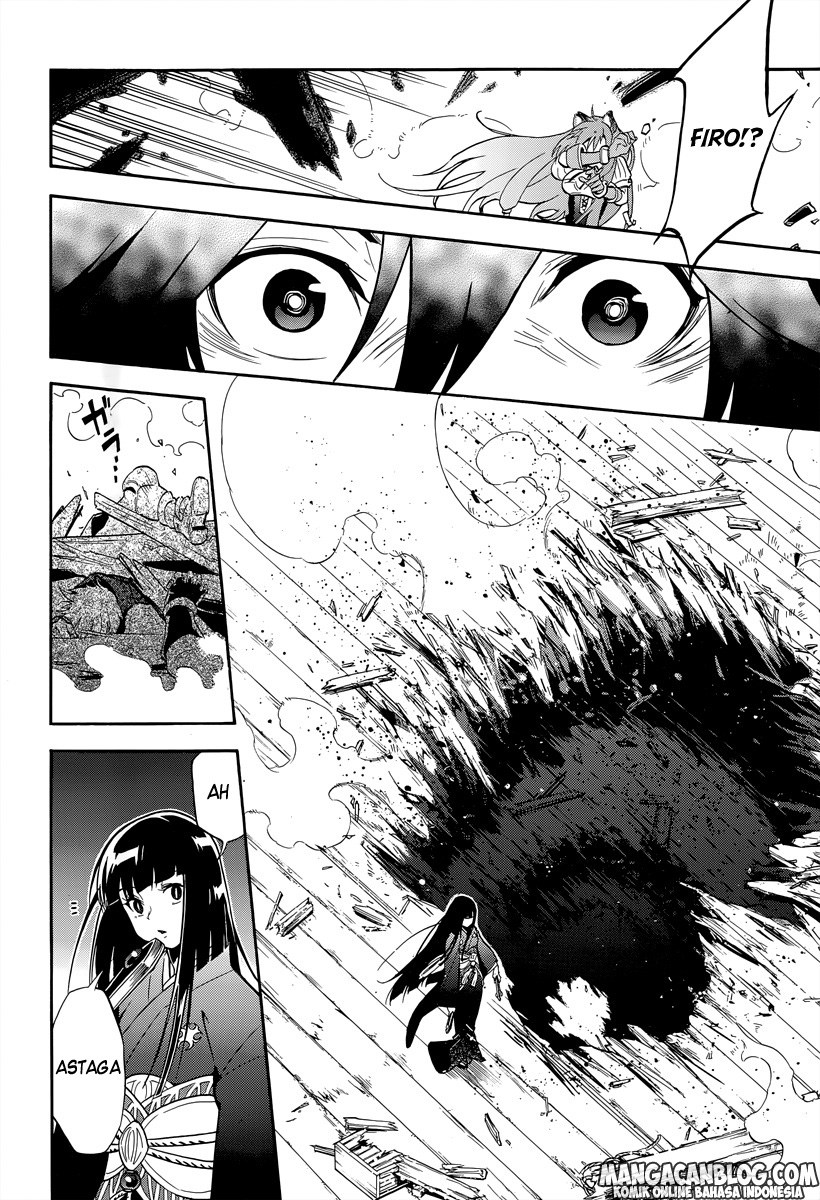 FIRO!?
ガラ…
AH
ASTAGA
MANGACANBLOG.COM
KOMIK ONLINE BAHASA INDONESIA